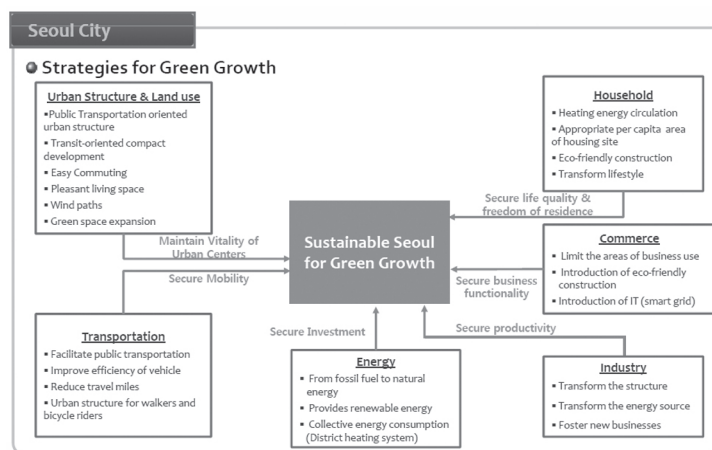 Seoul City
Strategies for Green Growth
Urban Structure & Land use
▪Public Transportation oriented
urban structure
▪ Transit-oriented compact
development
▪ Easy Commuting
▪ Pleasant living space
▪ Wind paths
▪ Green space expansion
Maintain Vitality of
Urban Centers
Secure Mobility
Transportation
▪ Facilitate public transportation
▪ Improve efficiency of vehicle
▪ Reduce travel miles
▪ Urban structure for walkers and
bicycle riders
Sustainable Seoul
for Green Growth
Secure Investment
Energy
▪ From fossil fuel to natural
energy
▪ Provides renewable energy
▪ Collective energy consumption
(District heating system)
Household
▪ Heating energy circulation
▪ Appropriate per capita area
of housing site
▪ Eco-friendly construction
▪ Transform lifestyle
Secure life quality &
freedom of residence
Commerce
▪ Limit the areas of business use
▪ Introduction of eco-friendly
construction
▪ Introduction of IT (smart grid)
Secure business
functionality
Secure productivity
Industry
▪ Transform the structure
▪ Transform the energy source
▪ Foster new businesses